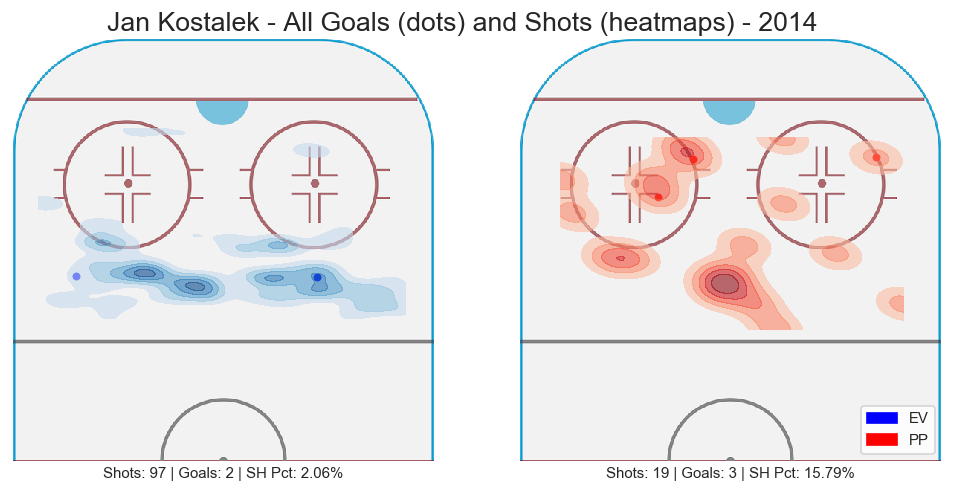 Jan Kostalek - All Goals (dots) and Shots (heatmaps) - 2014
EV
PP
Shots: 97 | Goals: 2 | SH Pct: 2.06%
Shots: 19 | Goals: 3 | SH Pct: 15.79%